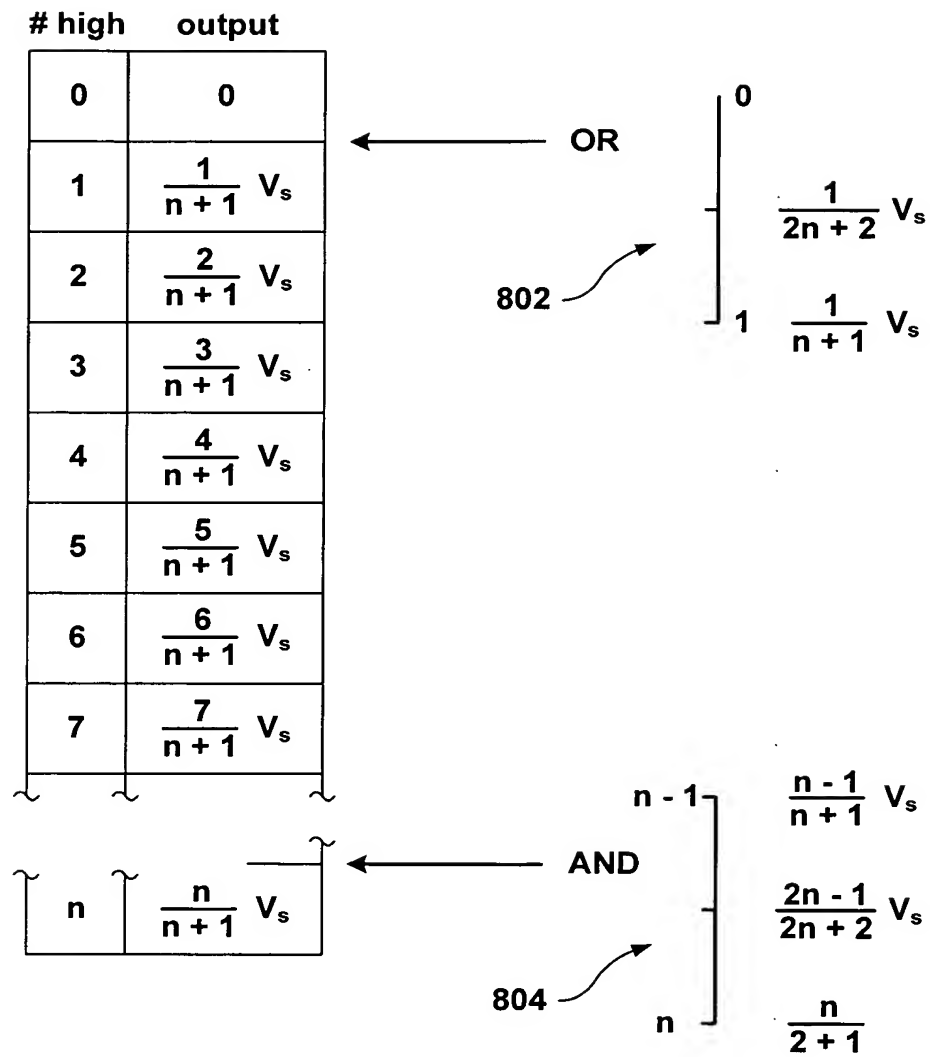 # high output
0 0
1 1/(n + 1) Vs
2 2/(n + 1) Vs
3 3/(n + 1) Vs
4 4/(n + 1) Vs
5 5/(n + 1) Vs
6 6/(n + 1) Vs
7 7/(n + 1) Vs
n n/(n + 1) Vs
OR
0
1/(2n + 2) Vs
802
1 1/(n + 1) Vs
n - 1 (n - 1)/(n + 1) Vs
AND
(2n - 1)/(2n + 2) Vs
804
n n/(2 + 1)